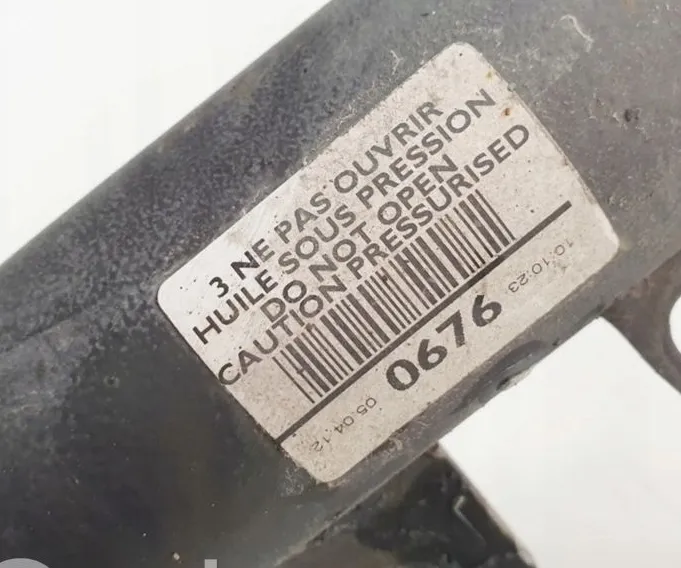 3 NE PAS OUVRIR
HUILE SOUS PRESSION
DO NOT OPEN
CAUTION PRESSURISED
10:10:23
0676
05.04.12